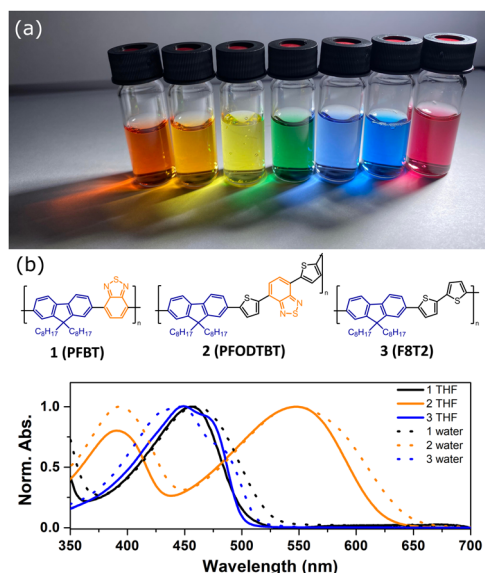 (a)
(b)
N S N
n
C8H17 C8H17
1 (PFBT)
S S
N S N
n
C8H17 C8H17
2 (PFODTBT)
S S
n
C8H17 C8H17
3 (F8T2)
1.0
0.5
0.0
Norm. Abs.
1 THF
2 THF
3 THF
1 water
2 water
3 water
350 400 450 500 550 600 650 700
Wavelength (nm)